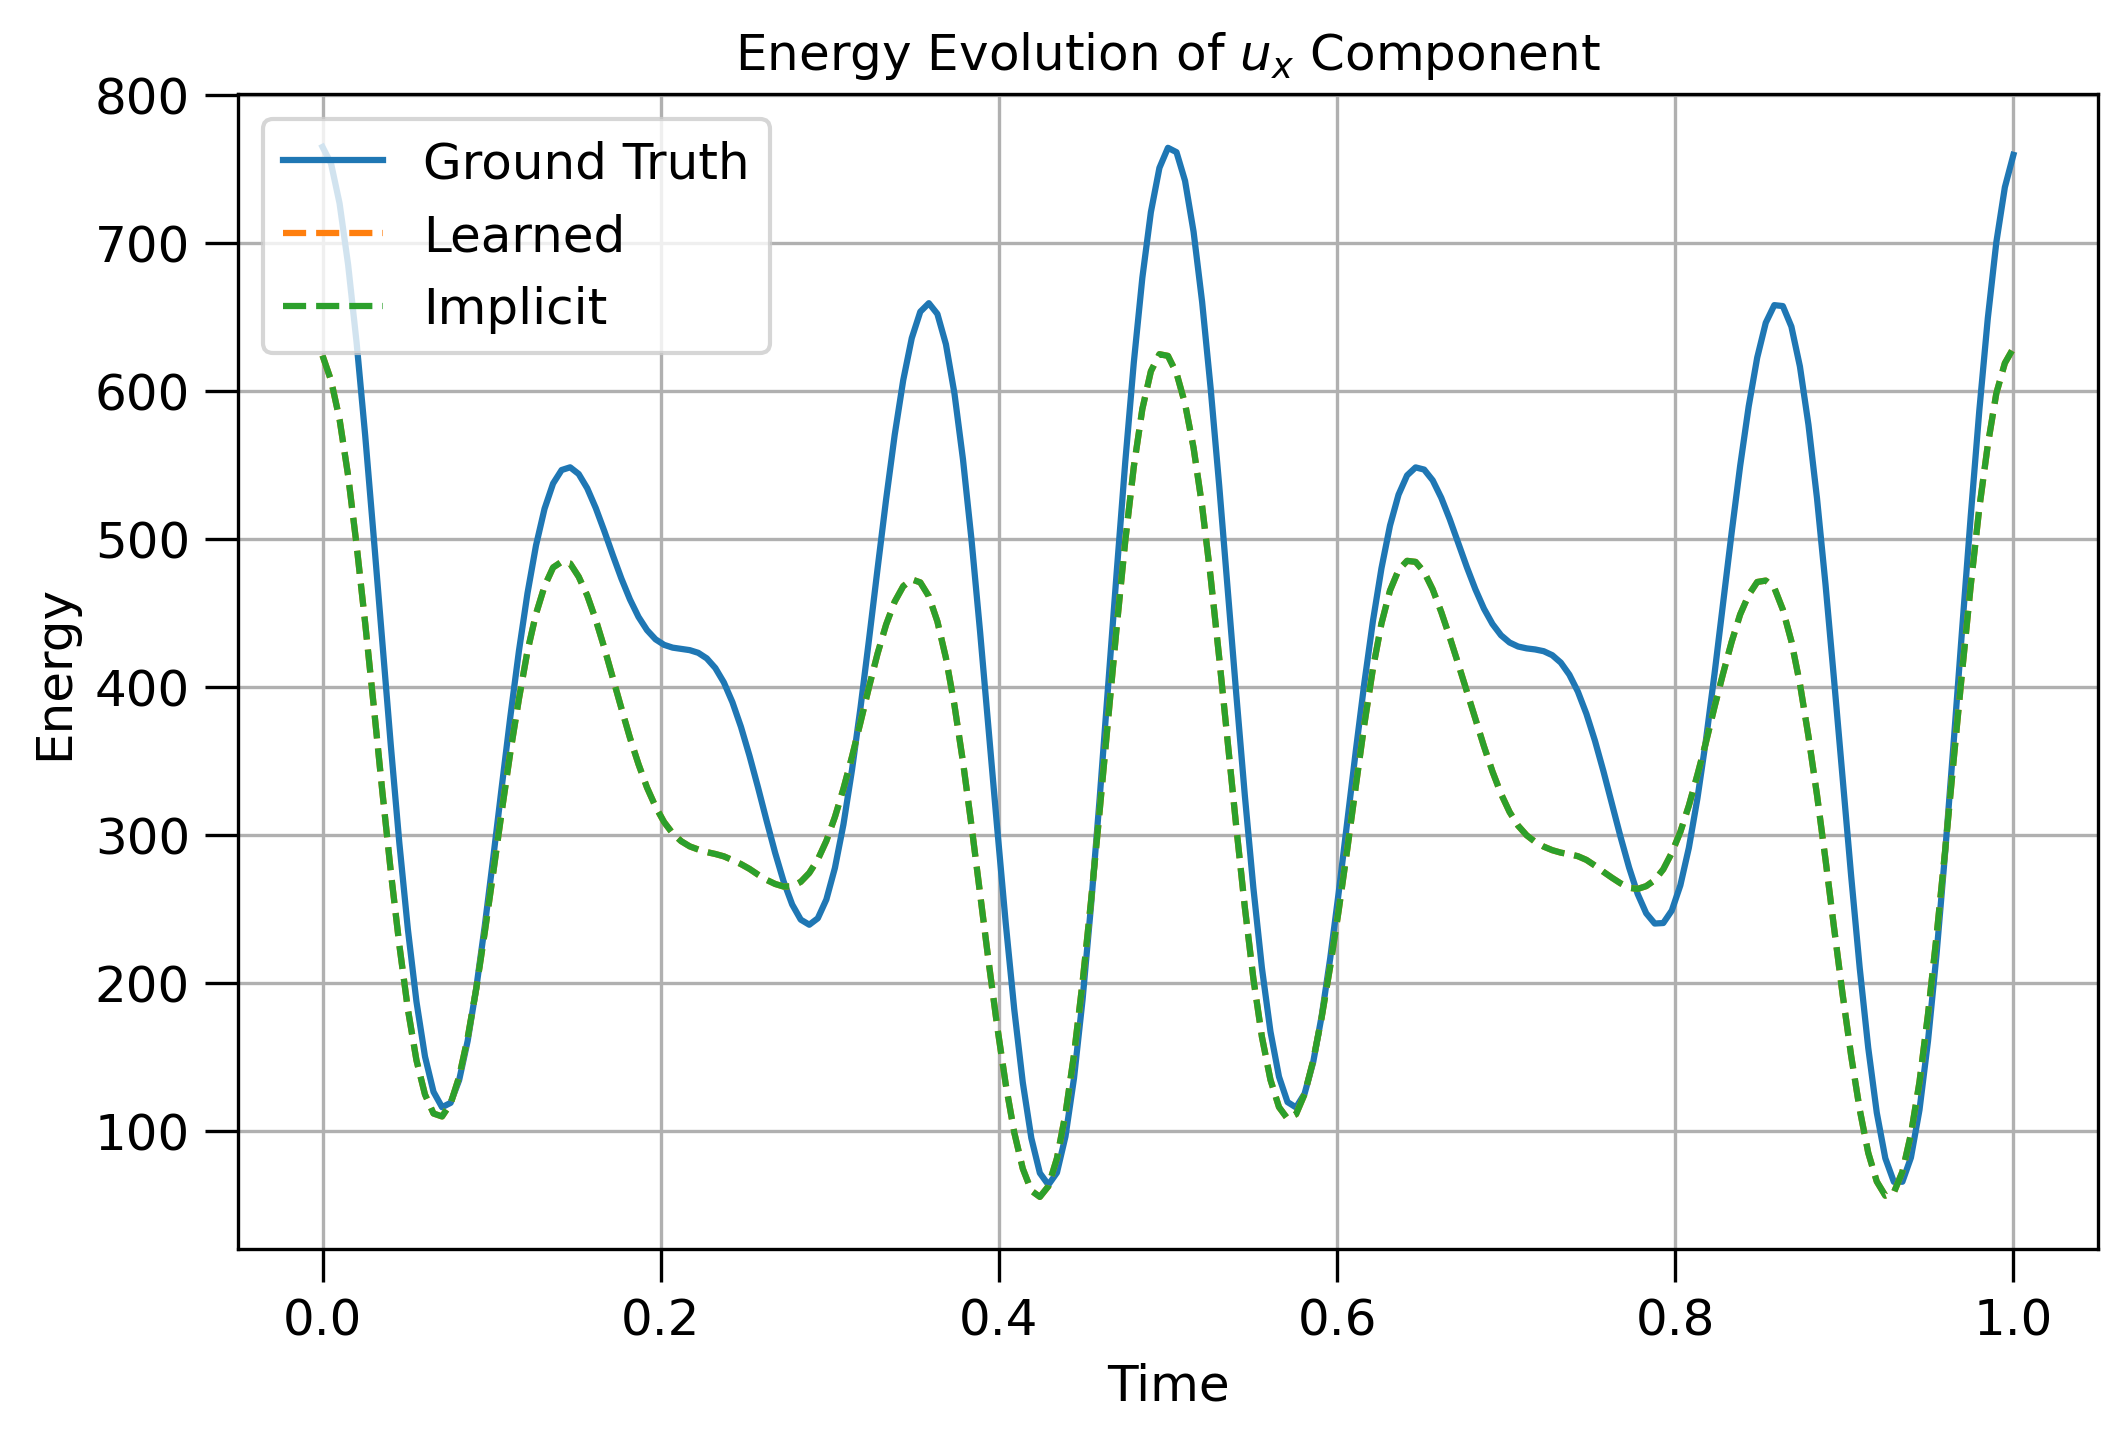 Energy Evolution of uₓ Component
800
700
600
500
400
300
200
100
Energy
Ground Truth
Learned
Implicit
0.0 0.2 0.4 0.6 0.8 1.0
Time